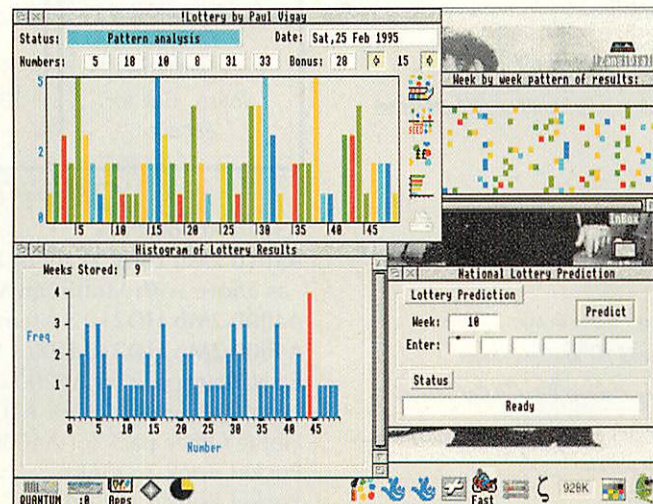 !Lottery by Paul Vigay
Status: Pattern analysis Date: Sat,25 Feb 1995
Numbers: 5 18 10 8 31 33 Bonus: 28 15
5
2
0
5 10 15 20 25 30 35 40 45
SEED
££
Week by week pattern of results:
InBox
Histogram of Lottery Results
Weeks Stored: 9
4
3
Freq
2
1
0 5 10 15 20 25 30 35 40 45
Number
National Lottery Prediction
Lottery Prediction
Week: 10
Predict
Enter:
Status
Ready
QUANTUM :0 Apps Fast 928K